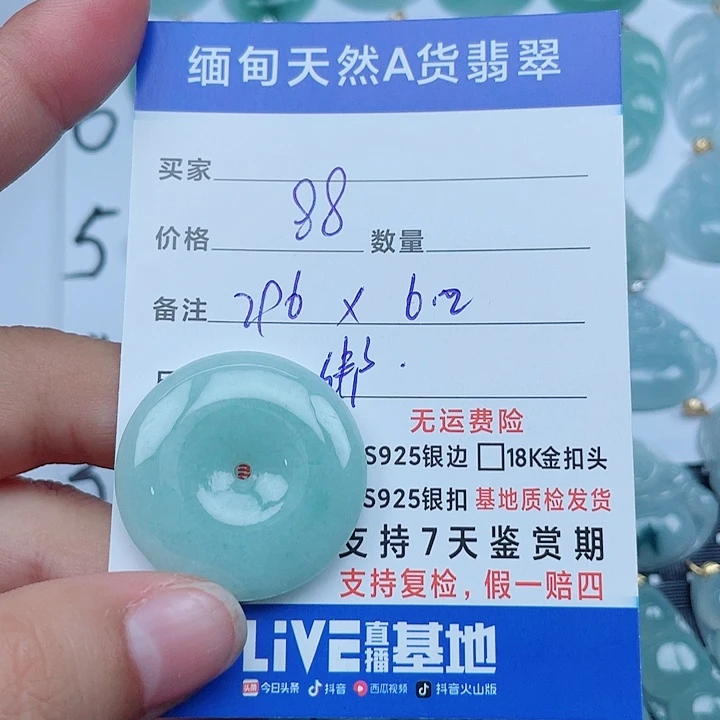 缅甸天然A货翡翠
买家
价格 88 数量
备注 296 x 6.2
绑.
无运费险
S925银边 □18K金扣头
S925银扣 基地质检发货
支持7天鉴赏期
支持复检，假一赔四
LiVE直播基地
今日头条 抖音 西瓜视频 抖音火山版
5